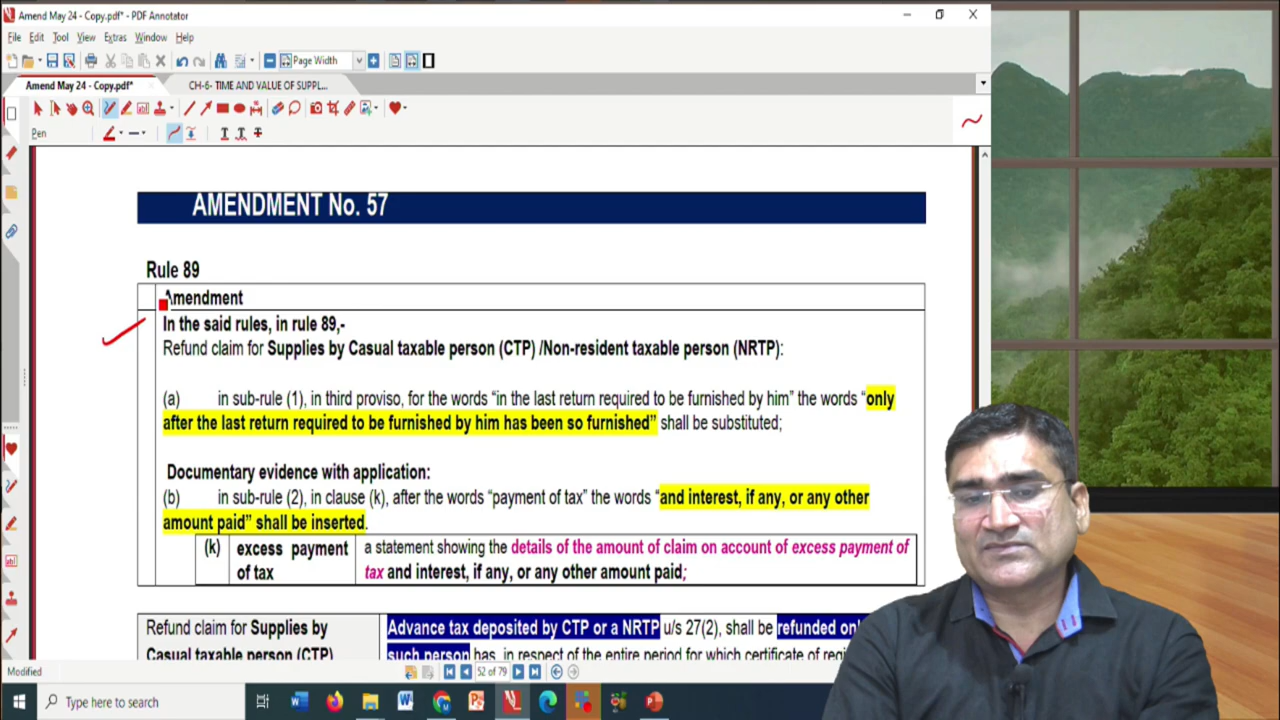 Amend May 24 - Copy.pdf* - PDF Annotator
File Edit Tool View Extras Window Help
Page Width
Amend May 24 - Copy.pdf*
CH-6- TIME AND VALUE OF SUPPL...
Pen
AMENDMENT No. 57
Rule 89
Amendment
In the said rules, in rule 89,-
Refund claim for Supplies by Casual taxable person (CTP) /Non-resident taxable person (NRTP):
(a) in sub-rule (1), in third proviso, for the words “in the last return required to be furnished by him” the words “only
after the last return required to be furnished by him has been so furnished” shall be substituted;
Documentary evidence with application:
(b) in sub-rule (2), in clause (k), after the words “payment of tax” the words “and interest, if any, or any other
amount paid” shall be inserted.
(k) excess payment a statement showing the details of the amount of claim on account of excess payment of
of tax tax and interest, if any, or any other amount paid;
Refund claim for Supplies by Advance tax deposited by CTP or a NRTP u/s 27(2), shall be refunded
Casual taxable person (CTP) such person has, in respect of the entire period for which certificate of
Modified
52 of 79
Type here to search